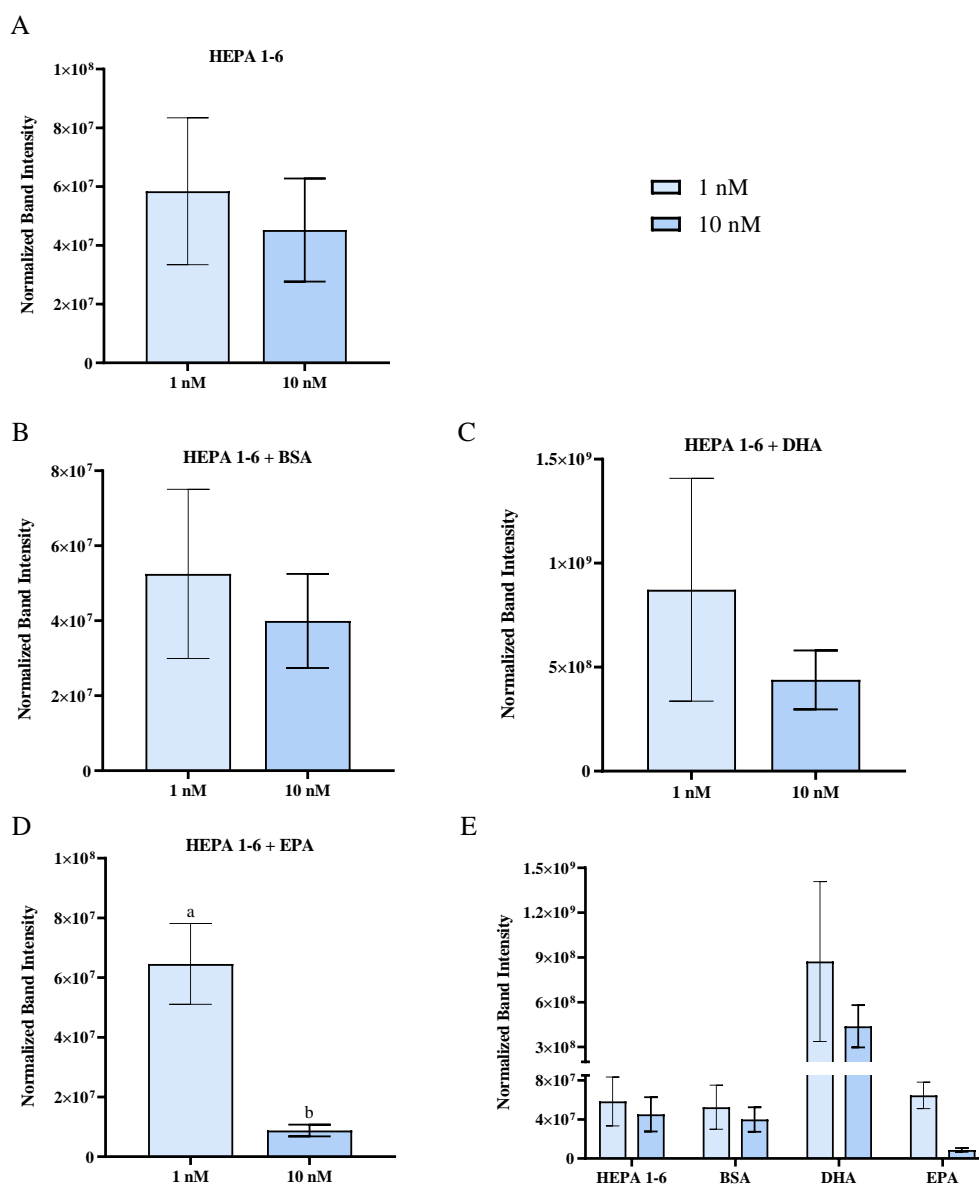 A
HEPA 1-6
Normalized Band Intensity
1×10⁸
8×10⁷
6×10⁷
4×10⁷
2×10⁷
0
1 nM
10 nM
1 nM
10 nM
B
HEPA 1-6 + BSA
Normalized Band Intensity
8×10⁷
6×10⁷
4×10⁷
2×10⁷
0
1 nM
10 nM
C
HEPA 1-6 + DHA
Normalized Band Intensity
1.5×10⁹
1×10⁹
5×10⁸
0
1 nM
10 nM
D
HEPA 1-6 + EPA
Normalized Band Intensity
1×10⁸
8×10⁷
6×10⁷
4×10⁷
2×10⁷
0
a
b
1 nM
10 nM
E
Normalized Band Intensity
1.5×10⁹
1.2×10⁹
9×10⁸
6×10⁸
3×10⁸
8×10⁷
4×10⁷
0
HEPA 1-6
BSA
DHA
EPA